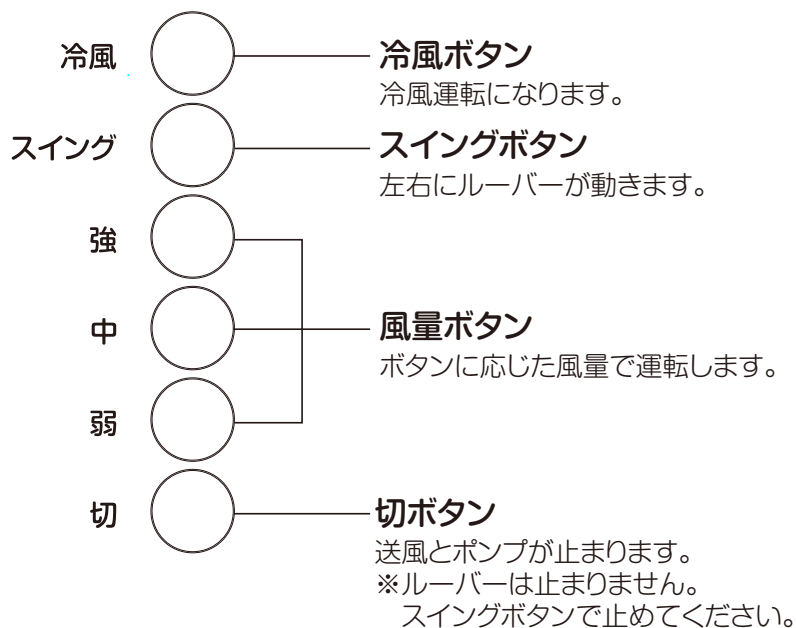 冷風
冷風ボタン
冷風運転になります。
スイング
スイングボタン
左右にルーバーが動きます。
強
中
風量ボタン
ボタンに応じた風量で運転します。
弱
切
切ボタン
送風とポンプが止まります。
※ルーバーは止まりません。
スイングボタンで止めてください。